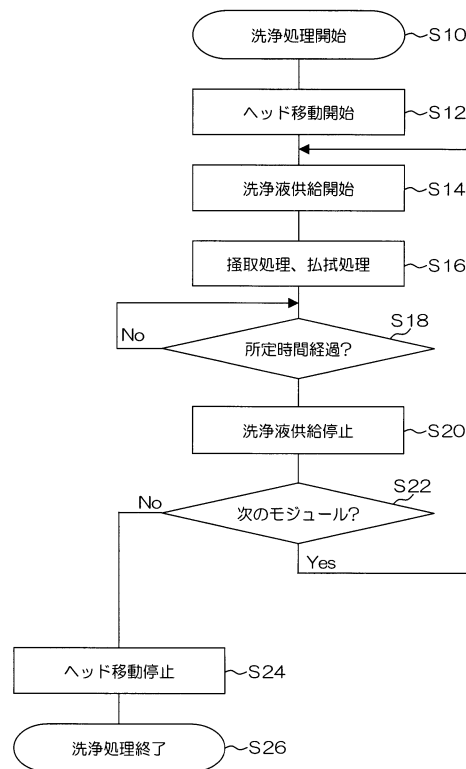 洗浄処理開始 S10
ヘッド移動開始 S12
洗浄液供給開始 S14
掻取処理、払拭処理 S16
S18
No
所定時間経過?
洗浄液供給停止 S20
S22
No
次のモジュール?
Yes
ヘッド移動停止 S24
洗浄処理終了 S26